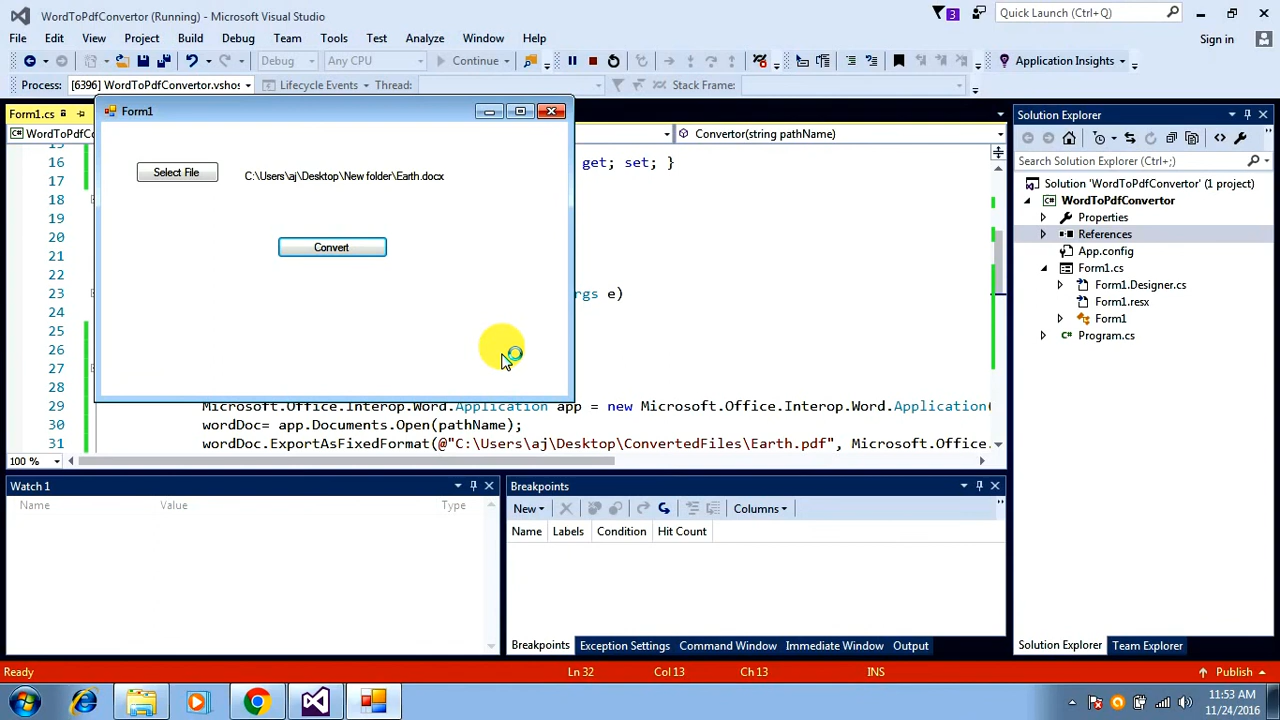 WordToPdfConvertor (Running) - Microsoft Visual Studio
3
Quick Launch (Ctrl+Q)
File Edit View Project Build Debug Team Tools Test Analyze Window Help
Sign in
Debug Any CPU Continue Application Insights
Process: [6396] WordToPdfConvertor.vshos Lifecycle Events Thread: Stack Frame:
Form1.cs
Form1
Solution Explorer
WordToPdfCo
Convertor(string pathName)
Search Solution Explorer (Ctrl+;)
Select File
C:\Users\aj\Desktop\New folder\Earth.docx
Convert
16 get; set; }
17
18
19
20
21
22
23 rgs e)
24
25
26
27
28
29 Microsoft.Office.Interop.Word.Application app = new Microsoft.Office.Interop.Word.Application(
30 wordDoc= app.Documents.Open(pathName);
31 wordDoc.ExportAsFixedFormat(@"C:\Users\aj\Desktop\ConvertedFiles\Earth.pdf", Microsoft.Office.
100 %
Solution 'WordToPdfConvertor' (1 project)
WordToPdfConvertor
Properties
References
App.config
Form1.cs
Form1.Designer.cs
Form1.resx
Form1
Program.cs
Watch 1
Name Value Type
Breakpoints
New Columns
Name Labels Condition Hit Count
Breakpoints Exception Settings Command Window Immediate Window Output
Solution Explorer Team Explorer
Ready Ln 32 Col 13 Ch 13 INS Publish
11:53 AM
11/24/2016